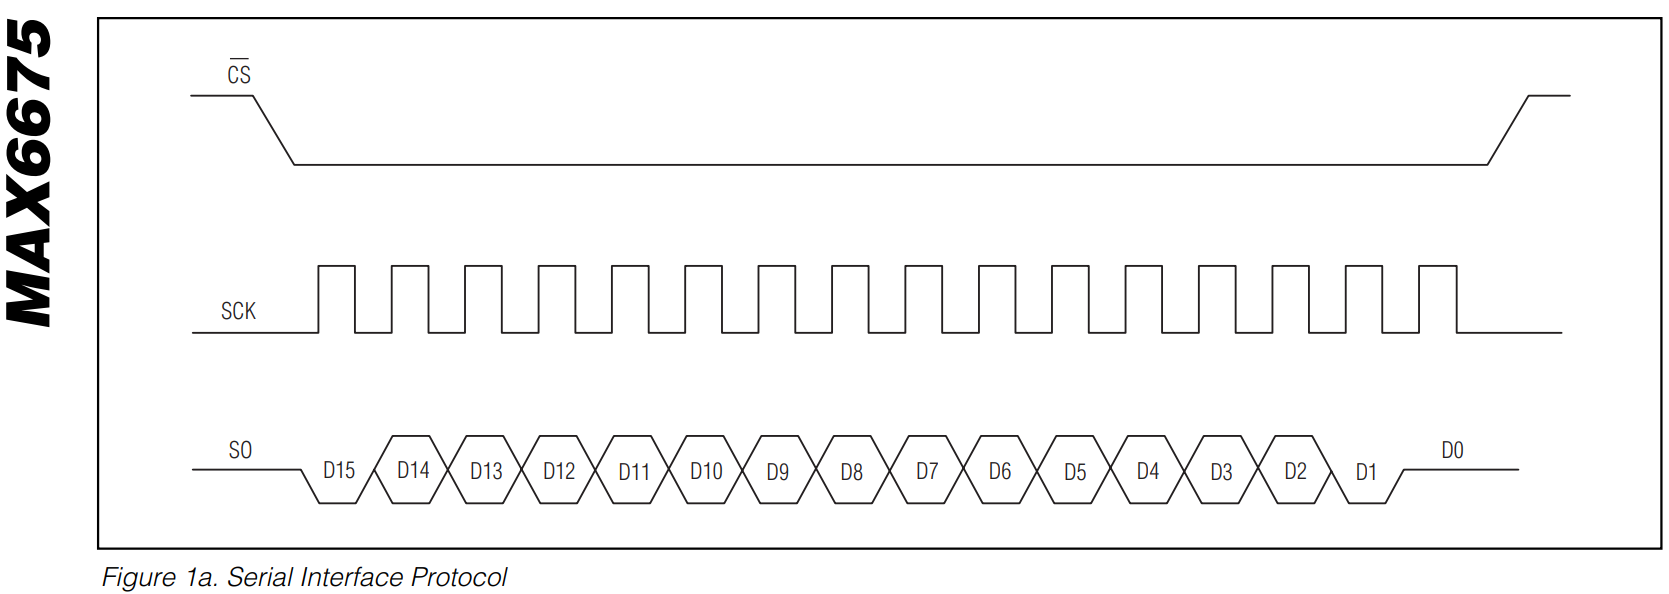 MAX6675
CS
SCK
SO
D15 D14 D13 D12 D11 D10 D9 D8 D7 D6 D5 D4 D3 D2 D1 D0
Figure 1a. Serial Interface Protocol